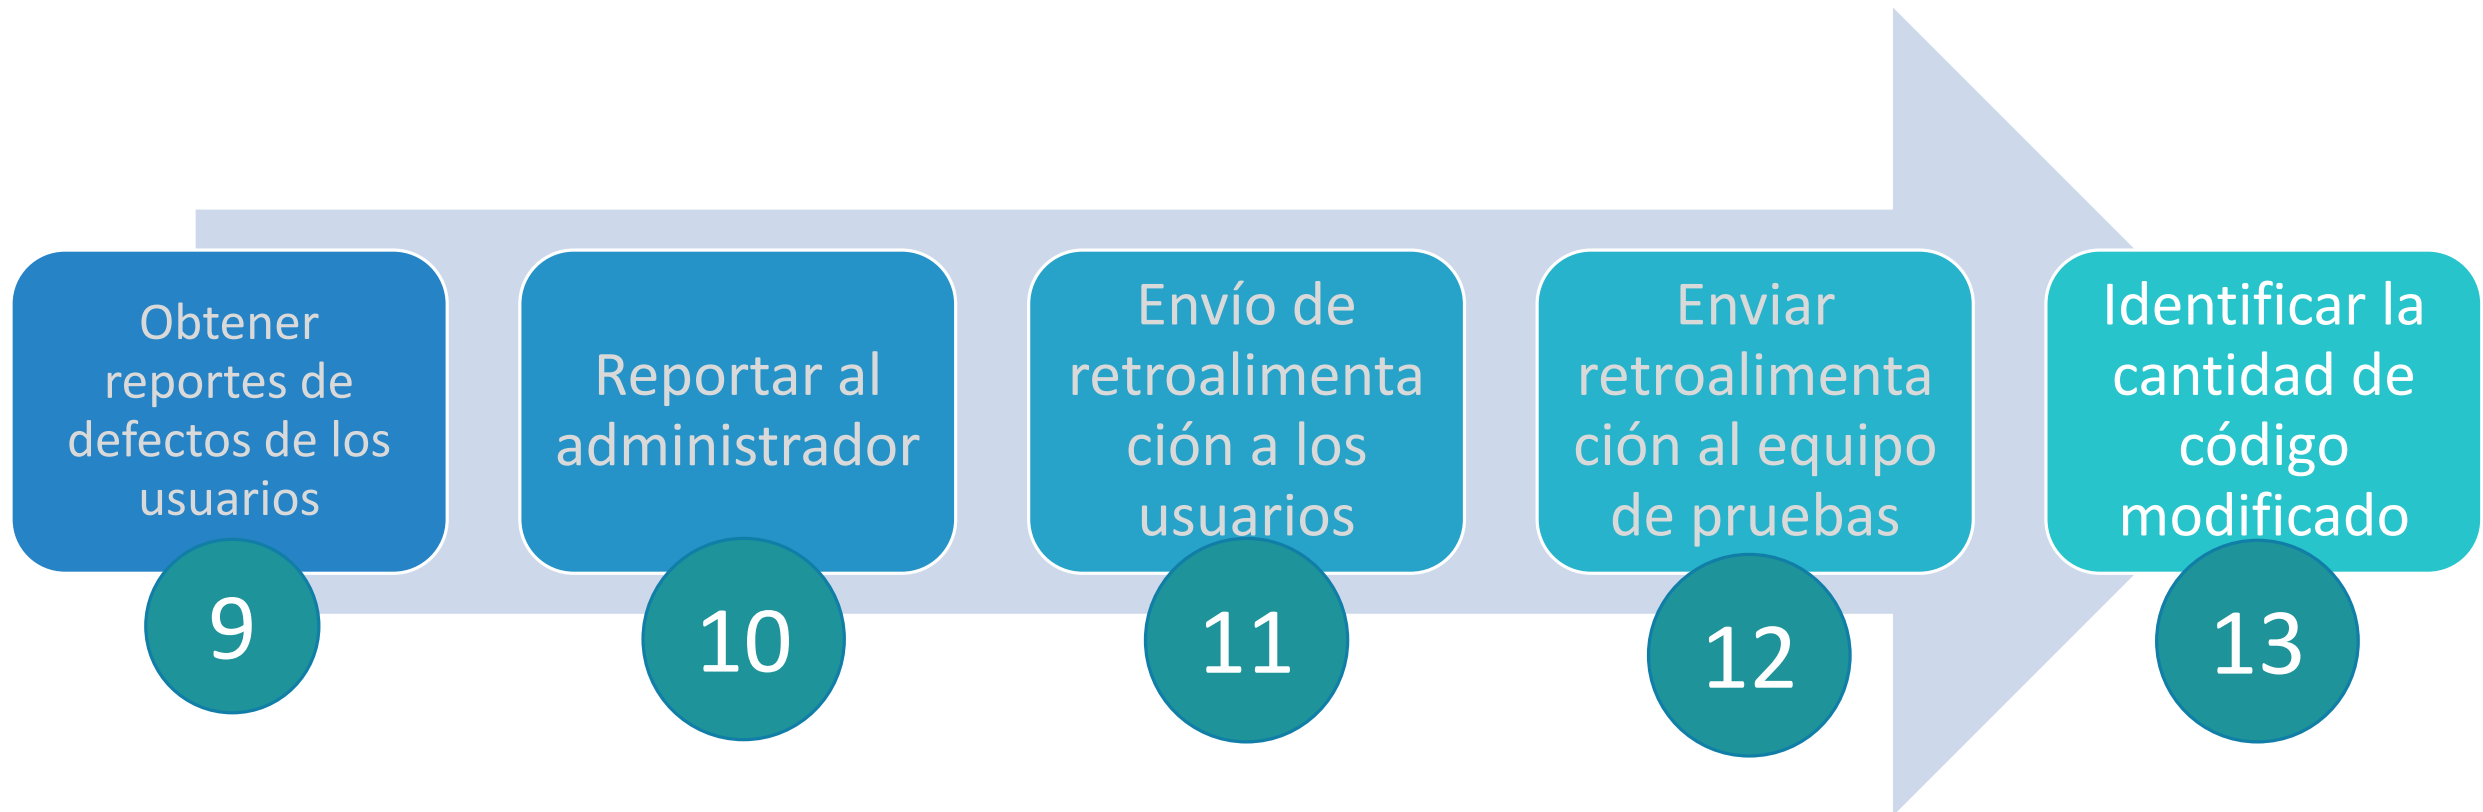 Obtener
reportes de
defectos de los
usuarios
9
Reportar al
administrador
10
Envío de
retroalimenta
ción a los
usuarios
11
Enviar
retroalimenta
ción al equipo
de pruebas
12
Identificar la
cantidad de
código
modificado
13